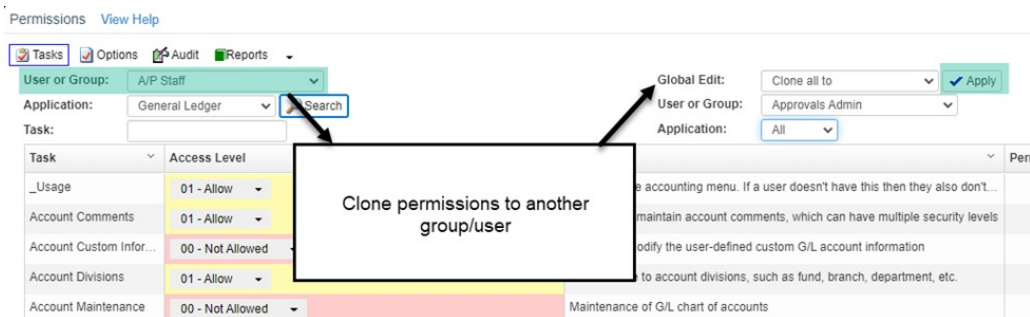 Permissions View Help
Tasks Options Audit Reports
User or Group: A/P Staff Global Edit: Clone all to Apply
Application: General Ledger Search User or Group: Approvals Admin
Task: Application: All
Task Access Level Pen
_Usage 01 - Allow e accounting menu. If a user doesn't have this then they also don't...
Account Comments 01 - Allow maintain account comments, which can have multiple security levels
Account Custom Infor... 00 - Not Allowed odify the user-defined custom G/L account information
Account Divisions 01 - Allow to account divisions, such as fund, branch, department, etc.
Account Maintenance 00 - Not Allowed Maintenance of G/L chart of accounts
Clone permissions to another
group/user